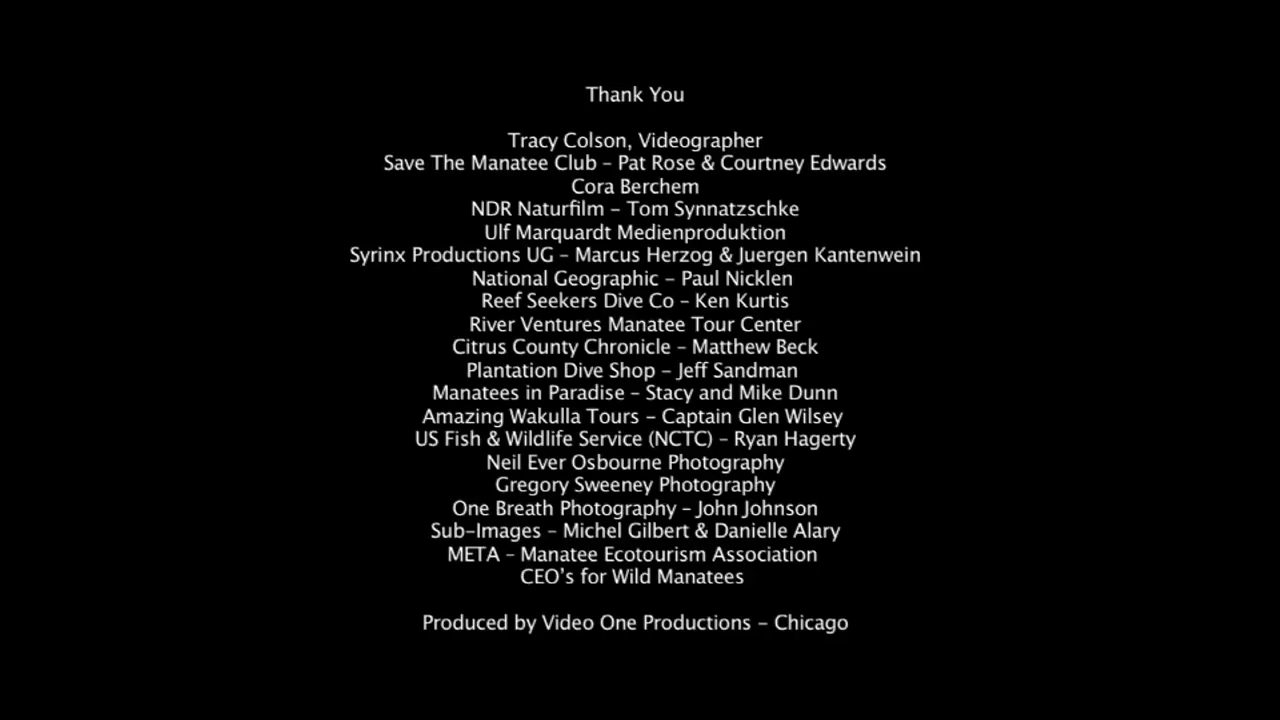 Thank You
Tracy Colson, Videographer
Save The Manatee Club - Pat Rose & Courtney Edwards
Cora Berchem
NDR Naturfilm - Tom Synnatzschke
Ulf Marquardt Medienproduktion
Syrinx Productions UG - Marcus Herzog & Juergen Kantenwein
National Geographic - Paul Nicklen
Reef Seekers Dive Co - Ken Kurtis
River Ventures Manatee Tour Center
Citrus County Chronicle - Matthew Beck
Plantation Dive Shop - Jeff Sandman
Manatees in Paradise - Stacy and Mike Dunn
Amazing Wakulla Tours - Captain Glen Wilsey
US Fish & Wildlife Service (NCTC) - Ryan Hagerty
Neil Ever Osbourne Photography
Gregory Sweeney Photography
One Breath Photography - John Johnson
Sub-Images - Michel Gilbert & Danielle Alary
META - Manatee Ecotourism Association
CEO's for Wild Manatees
Produced by Video One Productions - Chicago